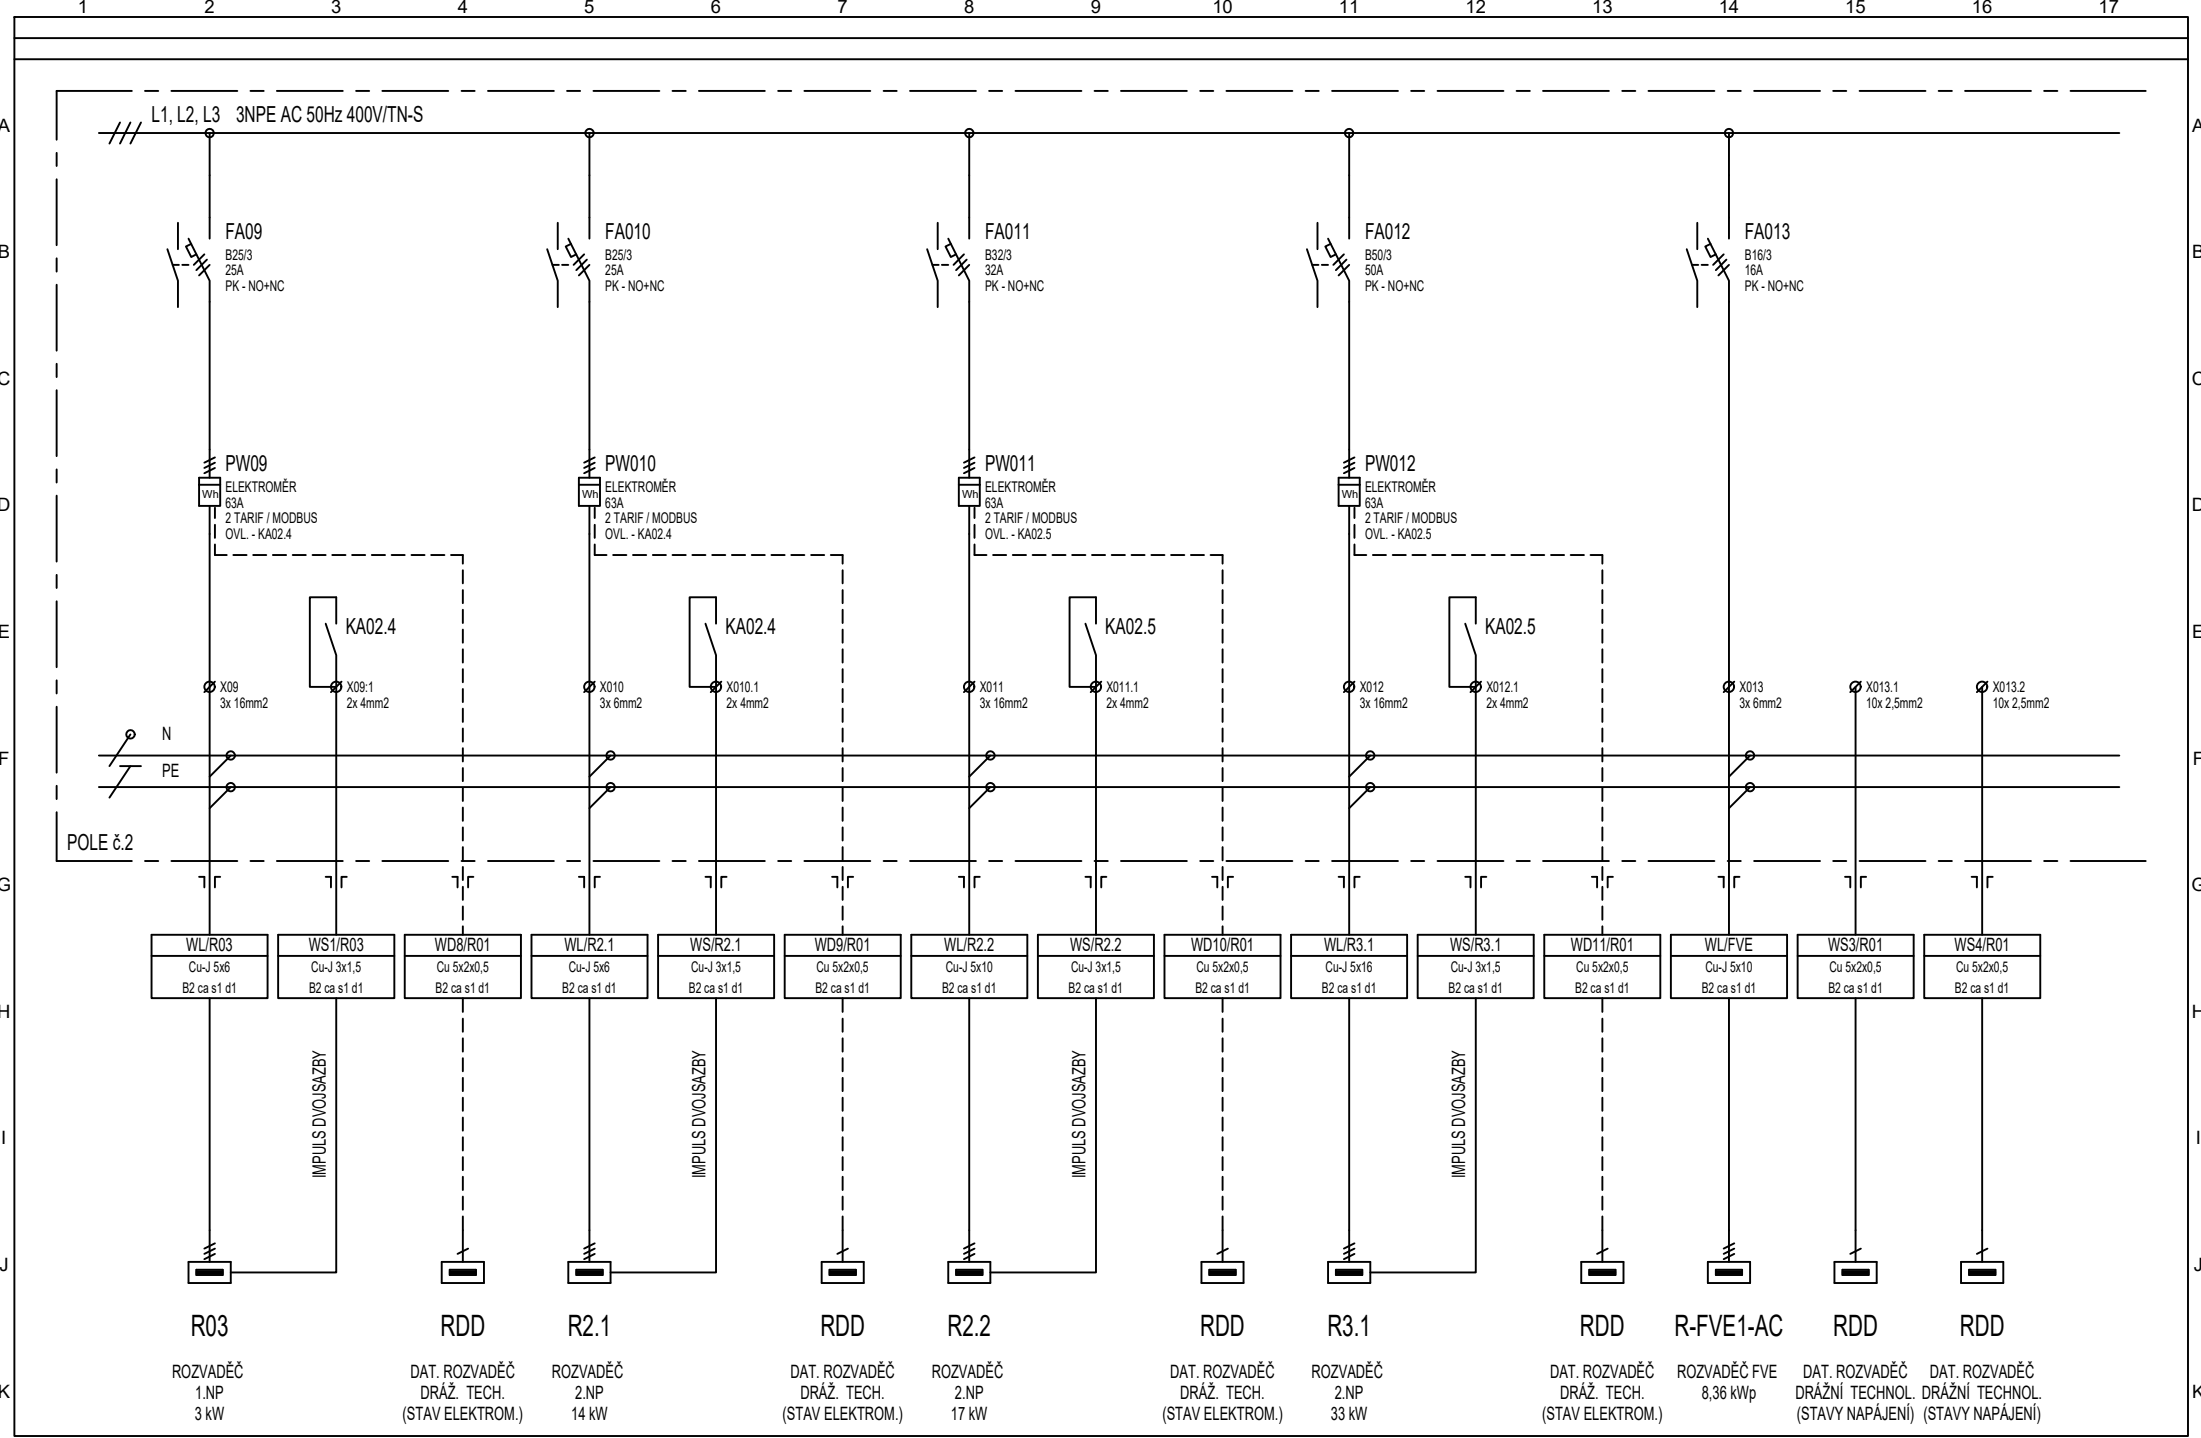 1 2 3 4 5 6 7 8 9 10 11 12 13 14 15 16 17
A A
L1, L2, L3 3NPE AC 50Hz 400V/TN-S
B B
FA09
B25/3
25A
PK - NO+NC
FA010
B25/3
25A
PK - NO+NC
FA011
B32/3
32A
PK - NO+NC
FA012
B50/3
50A
PK - NO+NC
FA013
B16/3
16A
PK - NO+NC
C C
D D
PW09
Wh
ELEKTROMĚR
63A
2 TARIF / MODBUS
OVL. - KA02.4
PW010
Wh
ELEKTROMĚR
63A
2 TARIF / MODBUS
OVL. - KA02.4
PW011
Wh
ELEKTROMĚR
63A
2 TARIF / MODBUS
OVL. - KA02.5
PW012
Wh
ELEKTROMĚR
63A
2 TARIF / MODBUS
OVL. - KA02.5
E E
KA02.4
KA02.4
KA02.5
KA02.5
X09
3x 16mm2
X09:1
2x 4mm2
X010
3x 6mm2
X010.1
2x 4mm2
X011
3x 16mm2
X011.1
2x 4mm2
X012
3x 16mm2
X012.1
2x 4mm2
X013
3x 6mm2
X013.1
10x 2,5mm2
X013.2
10x 2,5mm2
F F
N
PE
POLE č.2
G G
WL/R03
Cu-J 5x6
B2 ca s1 d1
WS1/R03
Cu-J 3x1,5
B2 ca s1 d1
WD8/R01
Cu 5x2x0,5
B2 ca s1 d1
WL/R2.1
Cu-J 5x6
B2 ca s1 d1
WS/R2.1
Cu-J 3x1,5
B2 ca s1 d1
WD9/R01
Cu 5x2x0,5
B2 ca s1 d1
WL/R2.2
Cu-J 5x10
B2 ca s1 d1
WS/R2.2
Cu-J 3x1,5
B2 ca s1 d1
WD10/R01
Cu 5x2x0,5
B2 ca s1 d1
WL/R3.1
Cu-J 5x16
B2 ca s1 d1
WS/R3.1
Cu-J 3x1,5
B2 ca s1 d1
WD11/R01
Cu 5x2x0,5
B2 ca s1 d1
WL/FVE
Cu-J 5x10
B2 ca s1 d1
WS3/R01
Cu 5x2x0,5
B2 ca s1 d1
WS4/R01
Cu 5x2x0,5
B2 ca s1 d1
H H
IMPULS DVOJSAZBY
IMPULS DVOJSAZBY
IMPULS DVOJSAZBY
IMPULS DVOJSAZBY
I I
J J
K K
R03
ROZVADĚČ
1.NP
3 kW
RDD
DAT. ROZVADĚČ
DRÁŽ. TECH.
(STAV ELEKTROM.)
R2.1
ROZVADĚČ
2.NP
14 kW
RDD
DAT. ROZVADĚČ
DRÁŽ. TECH.
(STAV ELEKTROM.)
R2.2
ROZVADĚČ
2.NP
17 kW
RDD
DAT. ROZVADĚČ
DRÁŽ. TECH.
(STAV ELEKTROM.)
R3.1
ROZVADĚČ
2.NP
33 kW
RDD
DAT. ROZVADĚČ
DRÁŽ. TECH.
(STAV ELEKTROM.)
R-FVE1-AC
ROZVADĚČ FVE
8,36 kWp
RDD
DAT. ROZVADĚČ
DRÁŽNÍ TECHNOL.
(STAVY NAPÁJENÍ)
RDD
DAT. ROZVADĚČ
DRÁŽNÍ TECHNOL.
(STAVY NAPÁJENÍ)